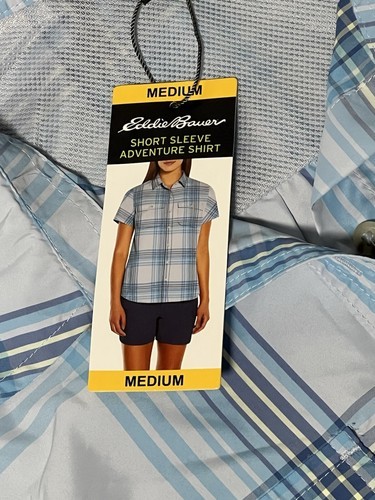 MEDIUM
Eddie Bauer
SHORT SLEEVE
ADVENTURE SHIRT
MEDIUM